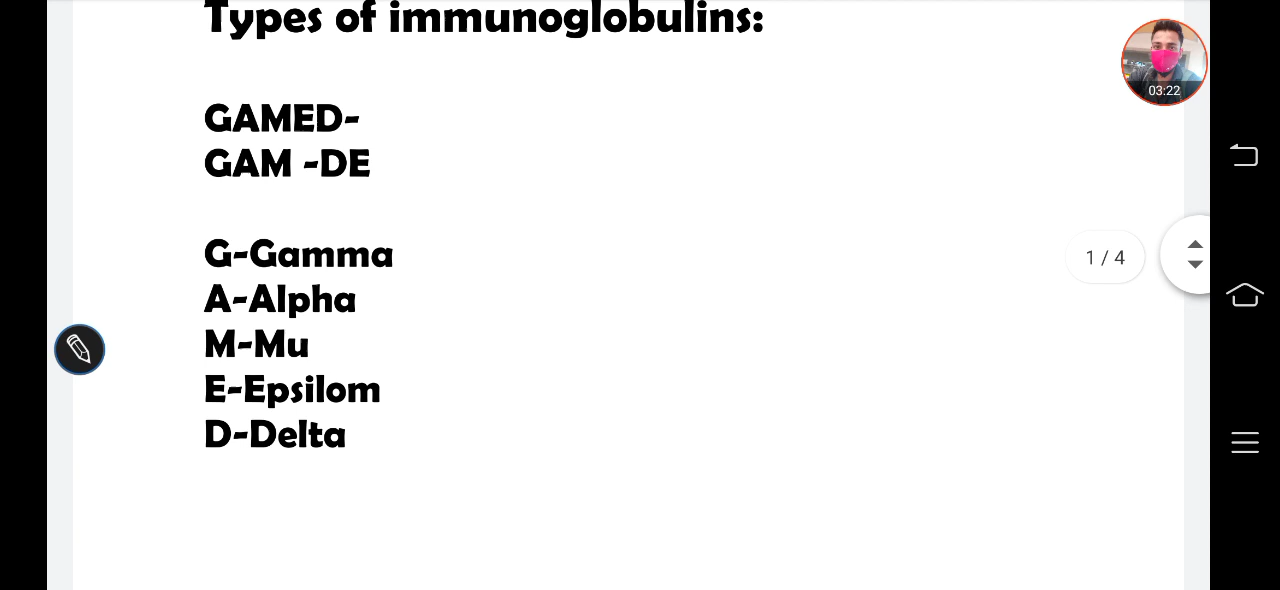 Types of immunoglobulins:
03:22
GAMED-
GAM -DE
G-Gamma
1 / 4
A-Alpha
M-Mu
E-Epsilom
D-Delta